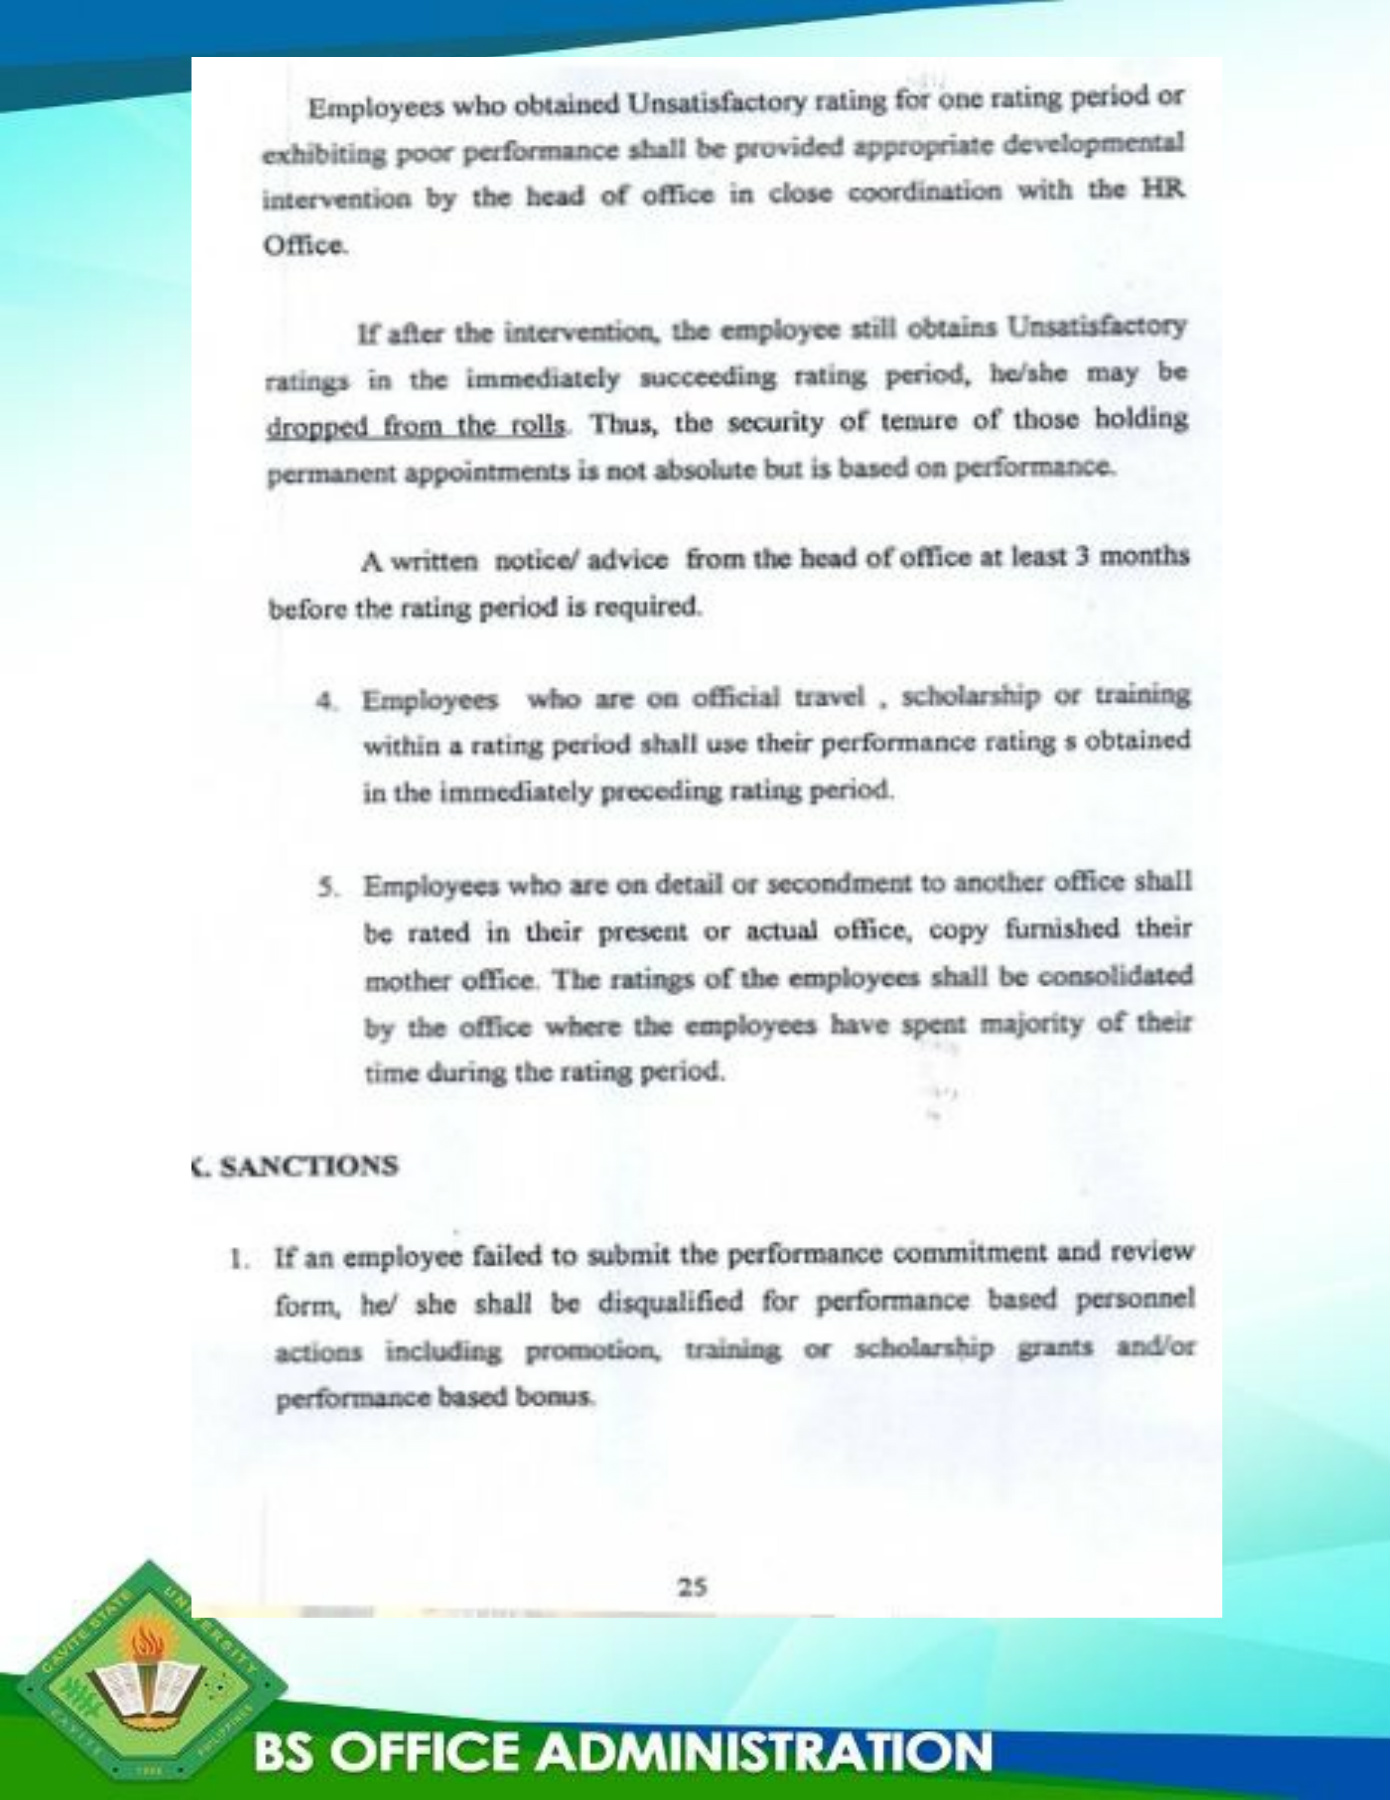 Employees who obtained Unsatisfactory rating for one rating period or
exhibiting poor performance shall be provided appropriate developmental
intervention by the head of office in close coordination with the HR
Office.
If after the intervention, the employee still obtains Unsatisfactory
ratings in the immediately succeeding rating period, he/she may be
dropped from the rolls. Thus, the security of tenure of those holding
permanent appointments is not absolute but is based on performance.
A written notice/ advice from the head of office at least 3 months
before the rating period is required.
4. Employees who are on official travel , scholarship or training
within a rating period shall use their performance rating s obtained
in the immediately preceding rating period.
5. Employees who are on detail or secondment to another office shall
be rated in their present or actual office, copy furnished their
mother office. The ratings of the employees shall be consolidated
by the office where the employees have spent majority of their
time during the rating period.
K. SANCTIONS
1. If an employee failed to submit the performance commitment and review
form, he/ she shall be disqualified for performance based personnel
actions including promotion, training or scholarship grants and/or
performance based bonus.
25
CAVITE STATE UNIVERSITY
CAVITE PHILIPPINES
BS OFFICE ADMINISTRATION